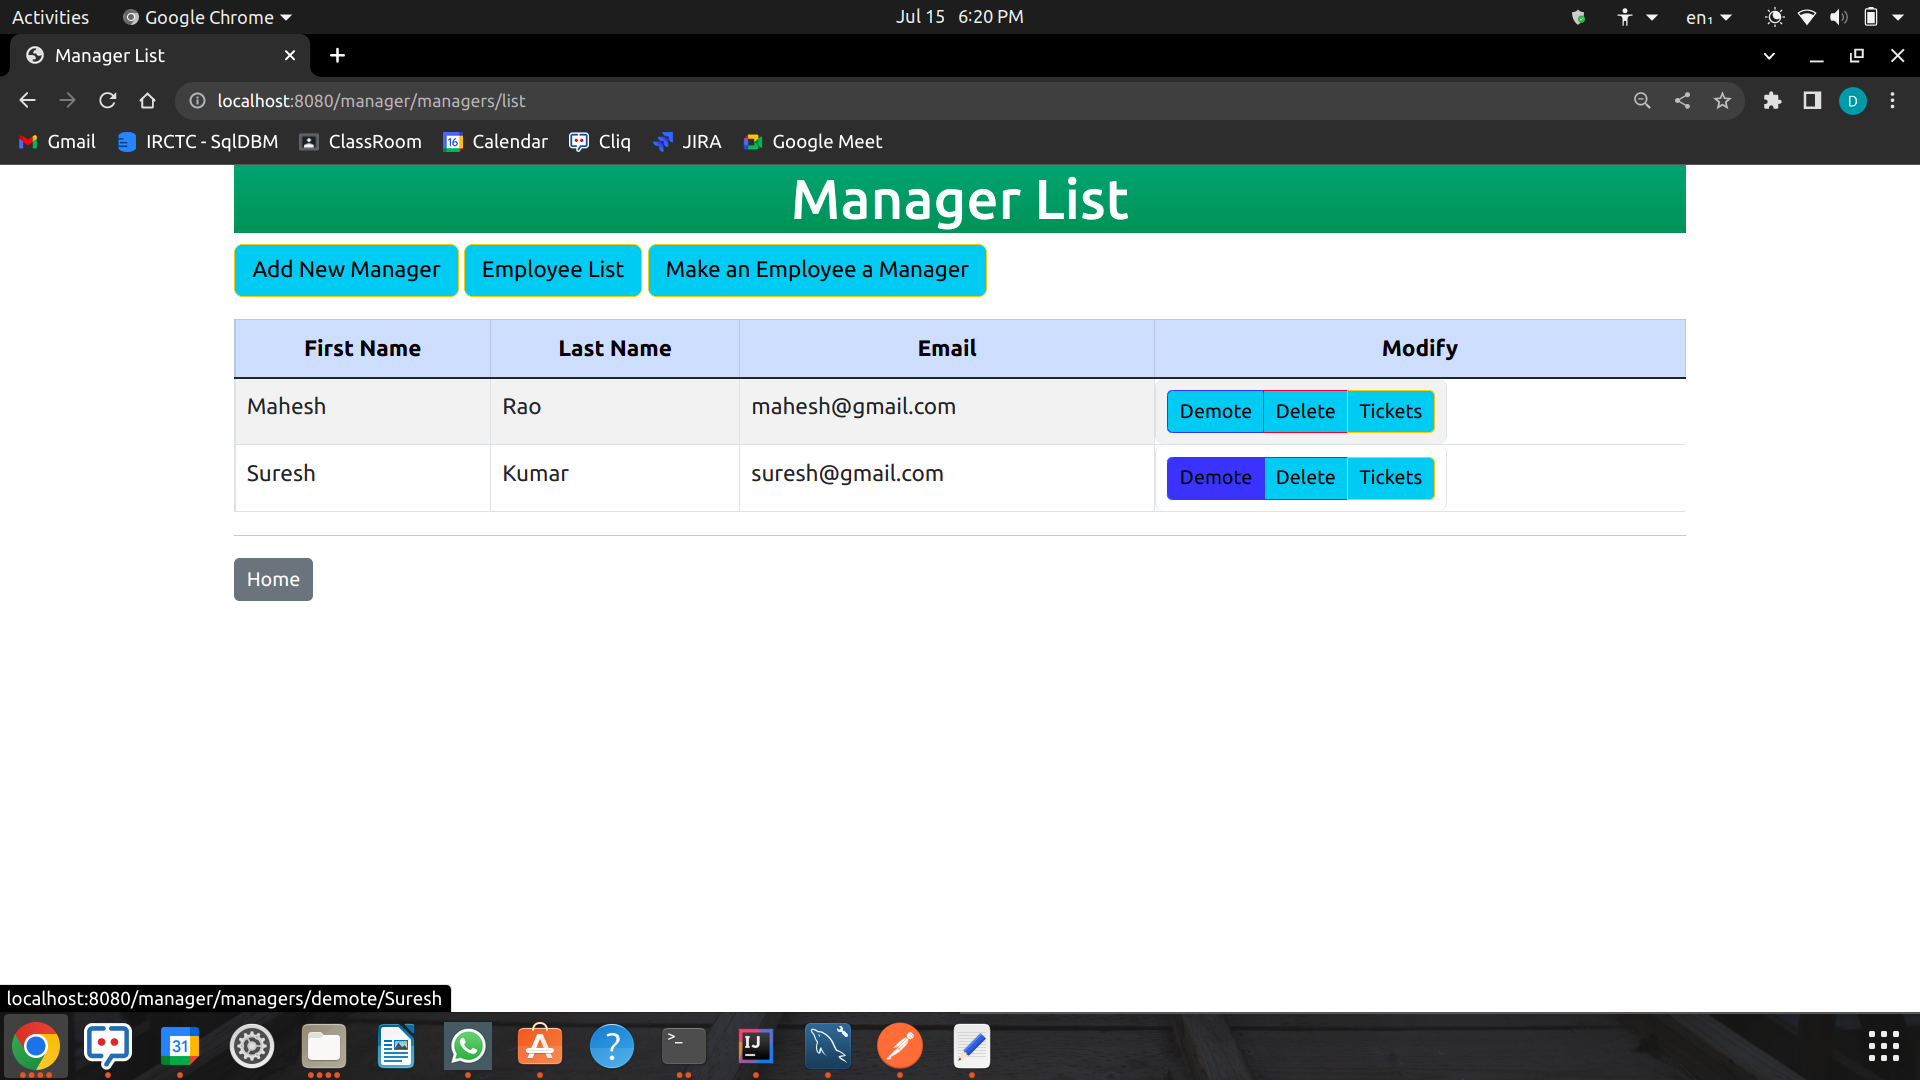 Activities Google Chrome Jul 15 6:20 PM en₁
Manager List
localhost:8080/manager/managers/list D
Gmail IRCTC - SqlDBM ClassRoom 16 Calendar Cliq JIRA Google Meet
Manager List
Add New Manager Employee List Make an Employee a Manager
First Name Last Name Email Modify
Mahesh Rao mahesh@gmail.com Demote Delete Tickets
Suresh Kumar suresh@gmail.com Demote Delete Tickets
Home
localhost:8080/manager/managers/demote/Suresh
31 ? >_ IJ